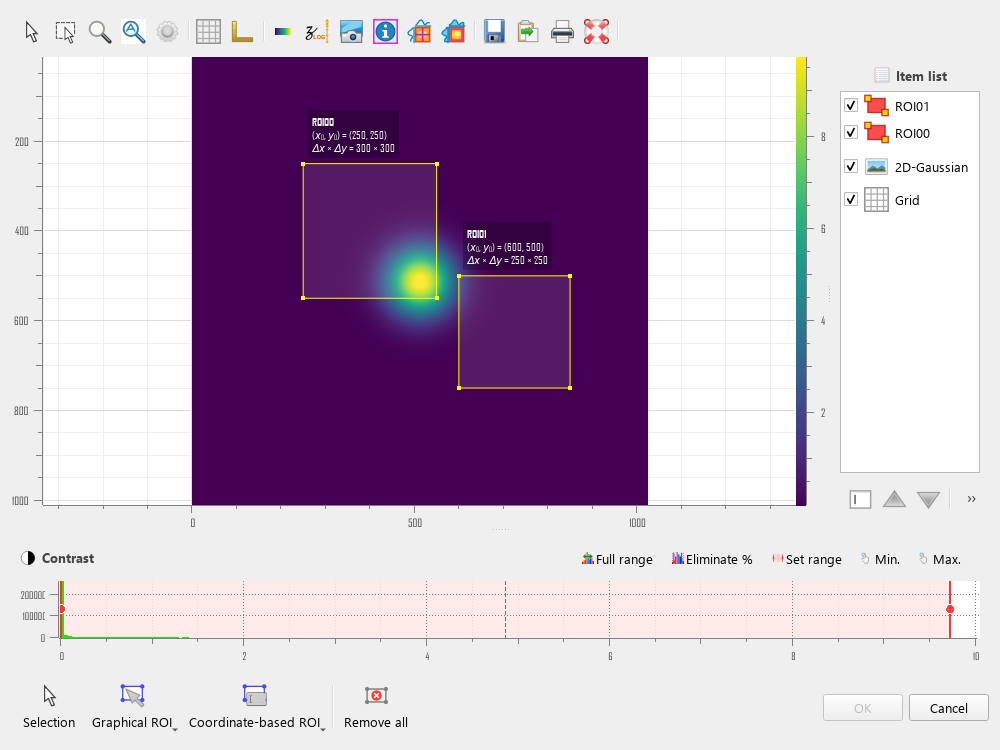 zLOG
Item list
ROI01
ROI00
2D-Gaussian
Grid
200
400
600
800
1000
0
500
1000
8
6
4
2
ROI00
(x₀, y₀) = (250, 250)
Δx × Δy = 300 × 300
ROI01
(x₀, y₀) = (600, 500)
Δx × Δy = 250 × 250
››
Contrast
Full range
Eliminate %
Set range
Min.
Max.
200000
100000
0
0
2
4
6
8
10
Selection
Graphical ROI
Coordinate-based ROI
Remove all
OK
Cancel